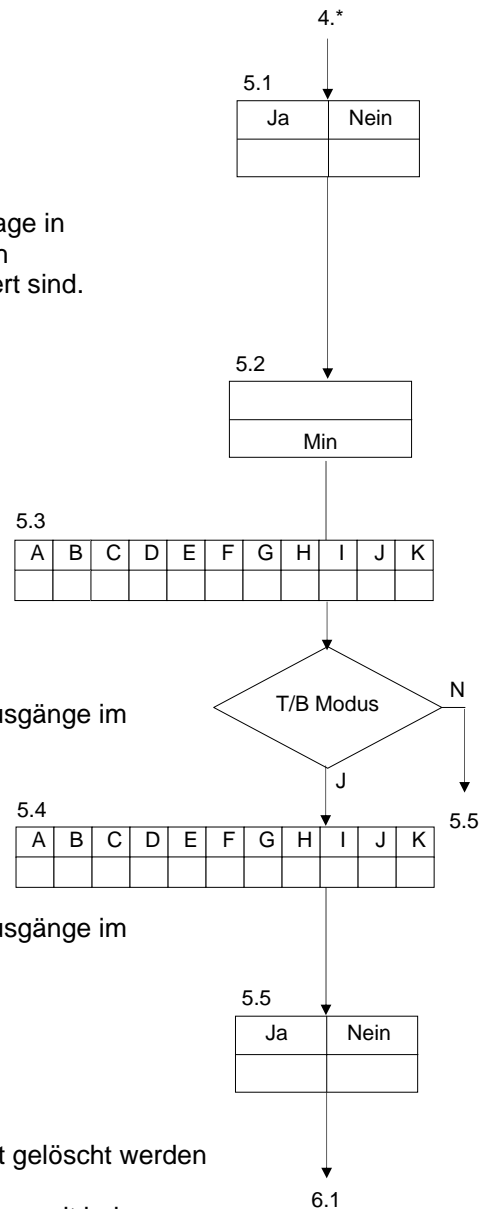 4.*
5.1
Ja Nein
age in
n
ert sind.
5.2
Min
5.3
A B C D E F G H I J K
T/B Modus N
usgänge im
J
5.5
5.4
A B C D E F G H I J K
usgänge im
5.5
Ja Nein
t gelöscht werden
6.1